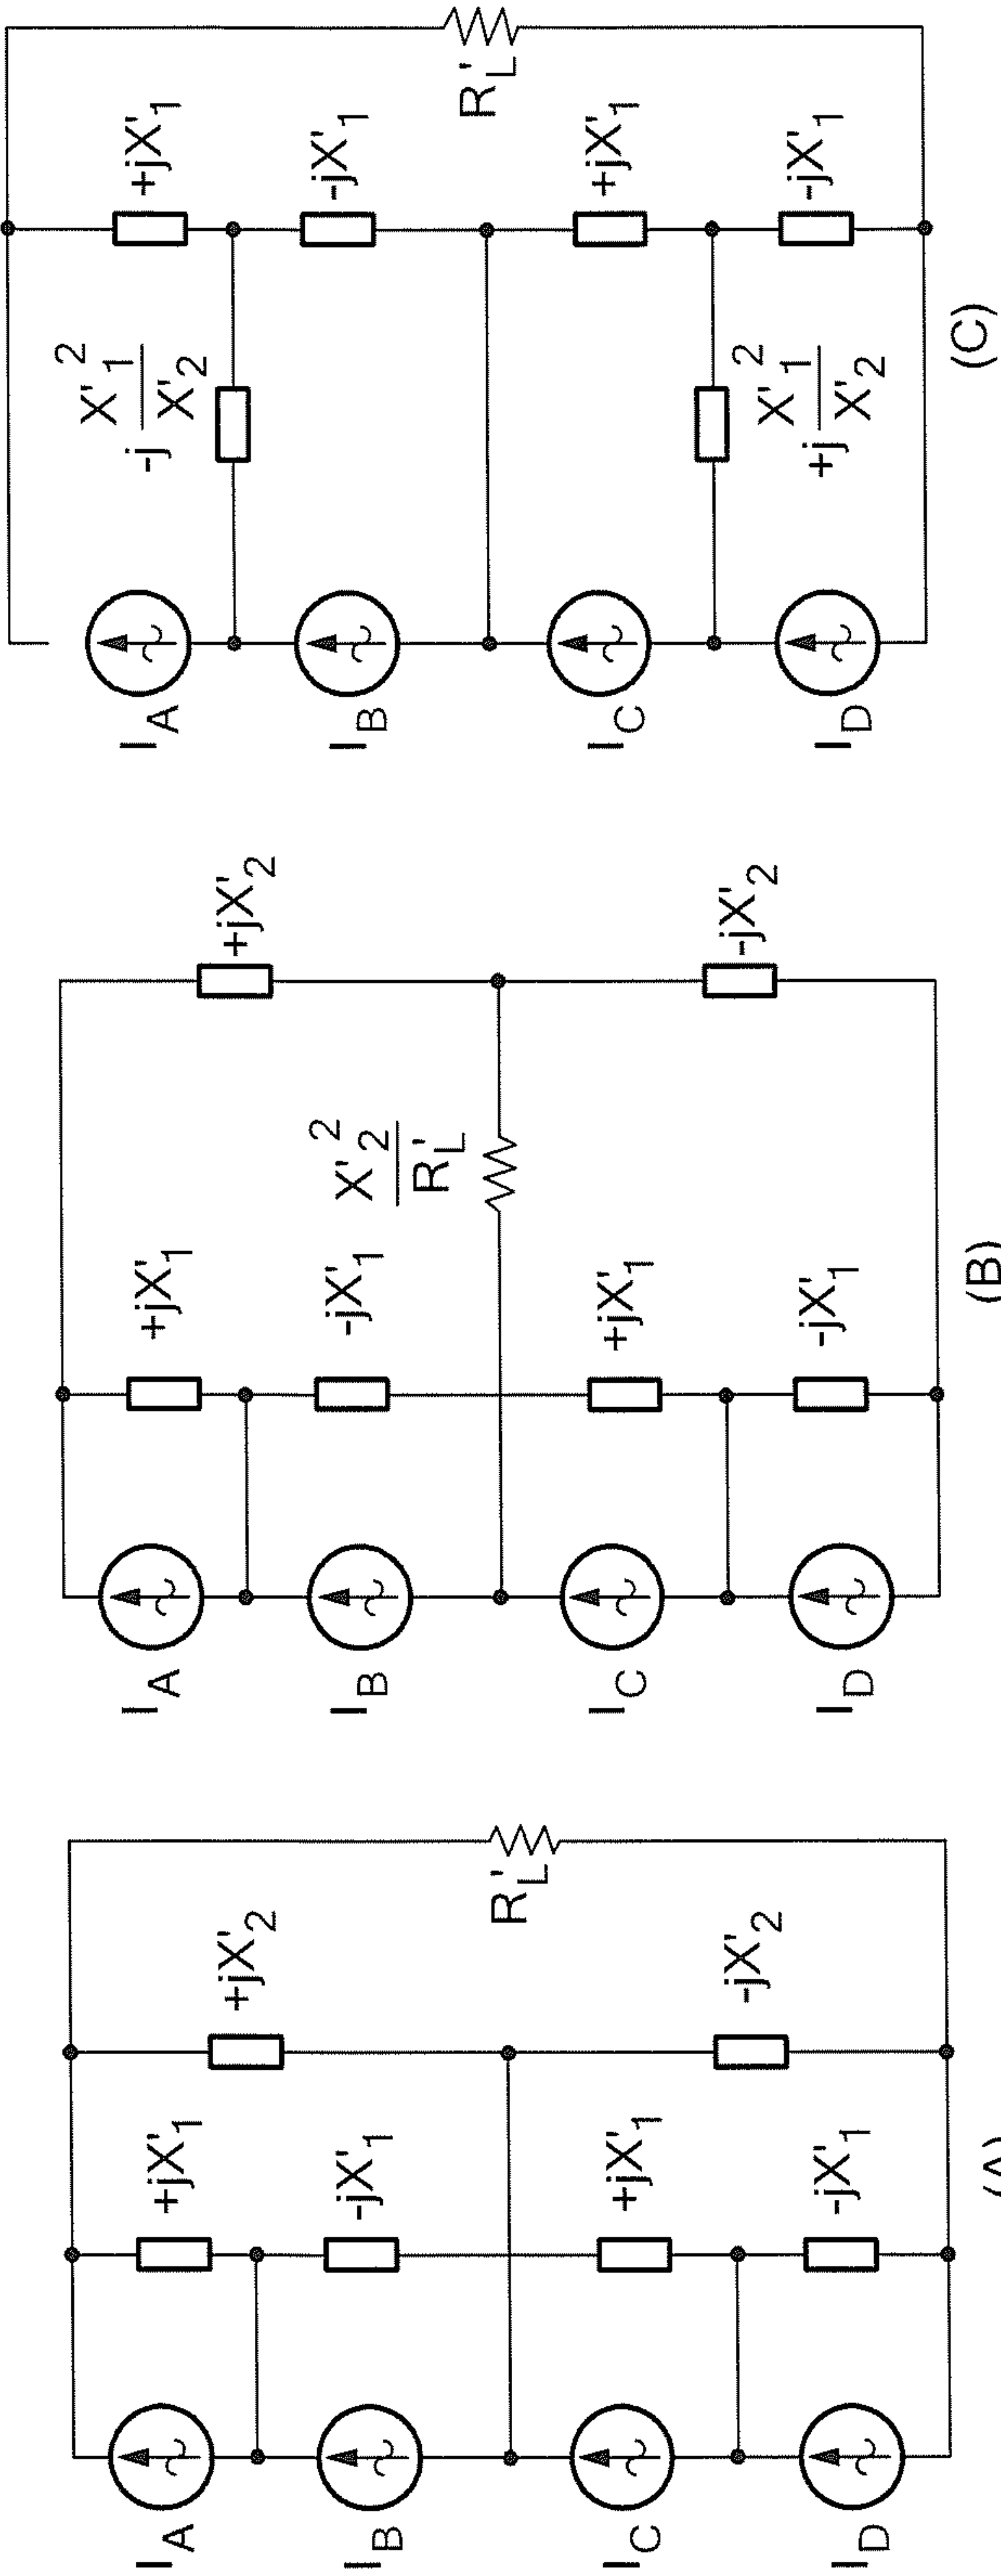 I_A
I_B
I_C
I_D
+jX'_1
-jX'_1
+jX'_1
-jX'_1
+jX'_2
-jX'_2
R'_L
(A)
I_A
I_B
I_C
I_D
+jX'_1
-jX'_1
+jX'_1
-jX'_1
X'_2^2
R'_L
+jX'_2
-jX'_2
(B)
I_A
I_B
I_C
I_D
-j X'_1^2
X'_2
+j X'_1^2
X'_2
+jX'_1
-jX'_1
+jX'_1
-jX'_1
R'_L
(C)